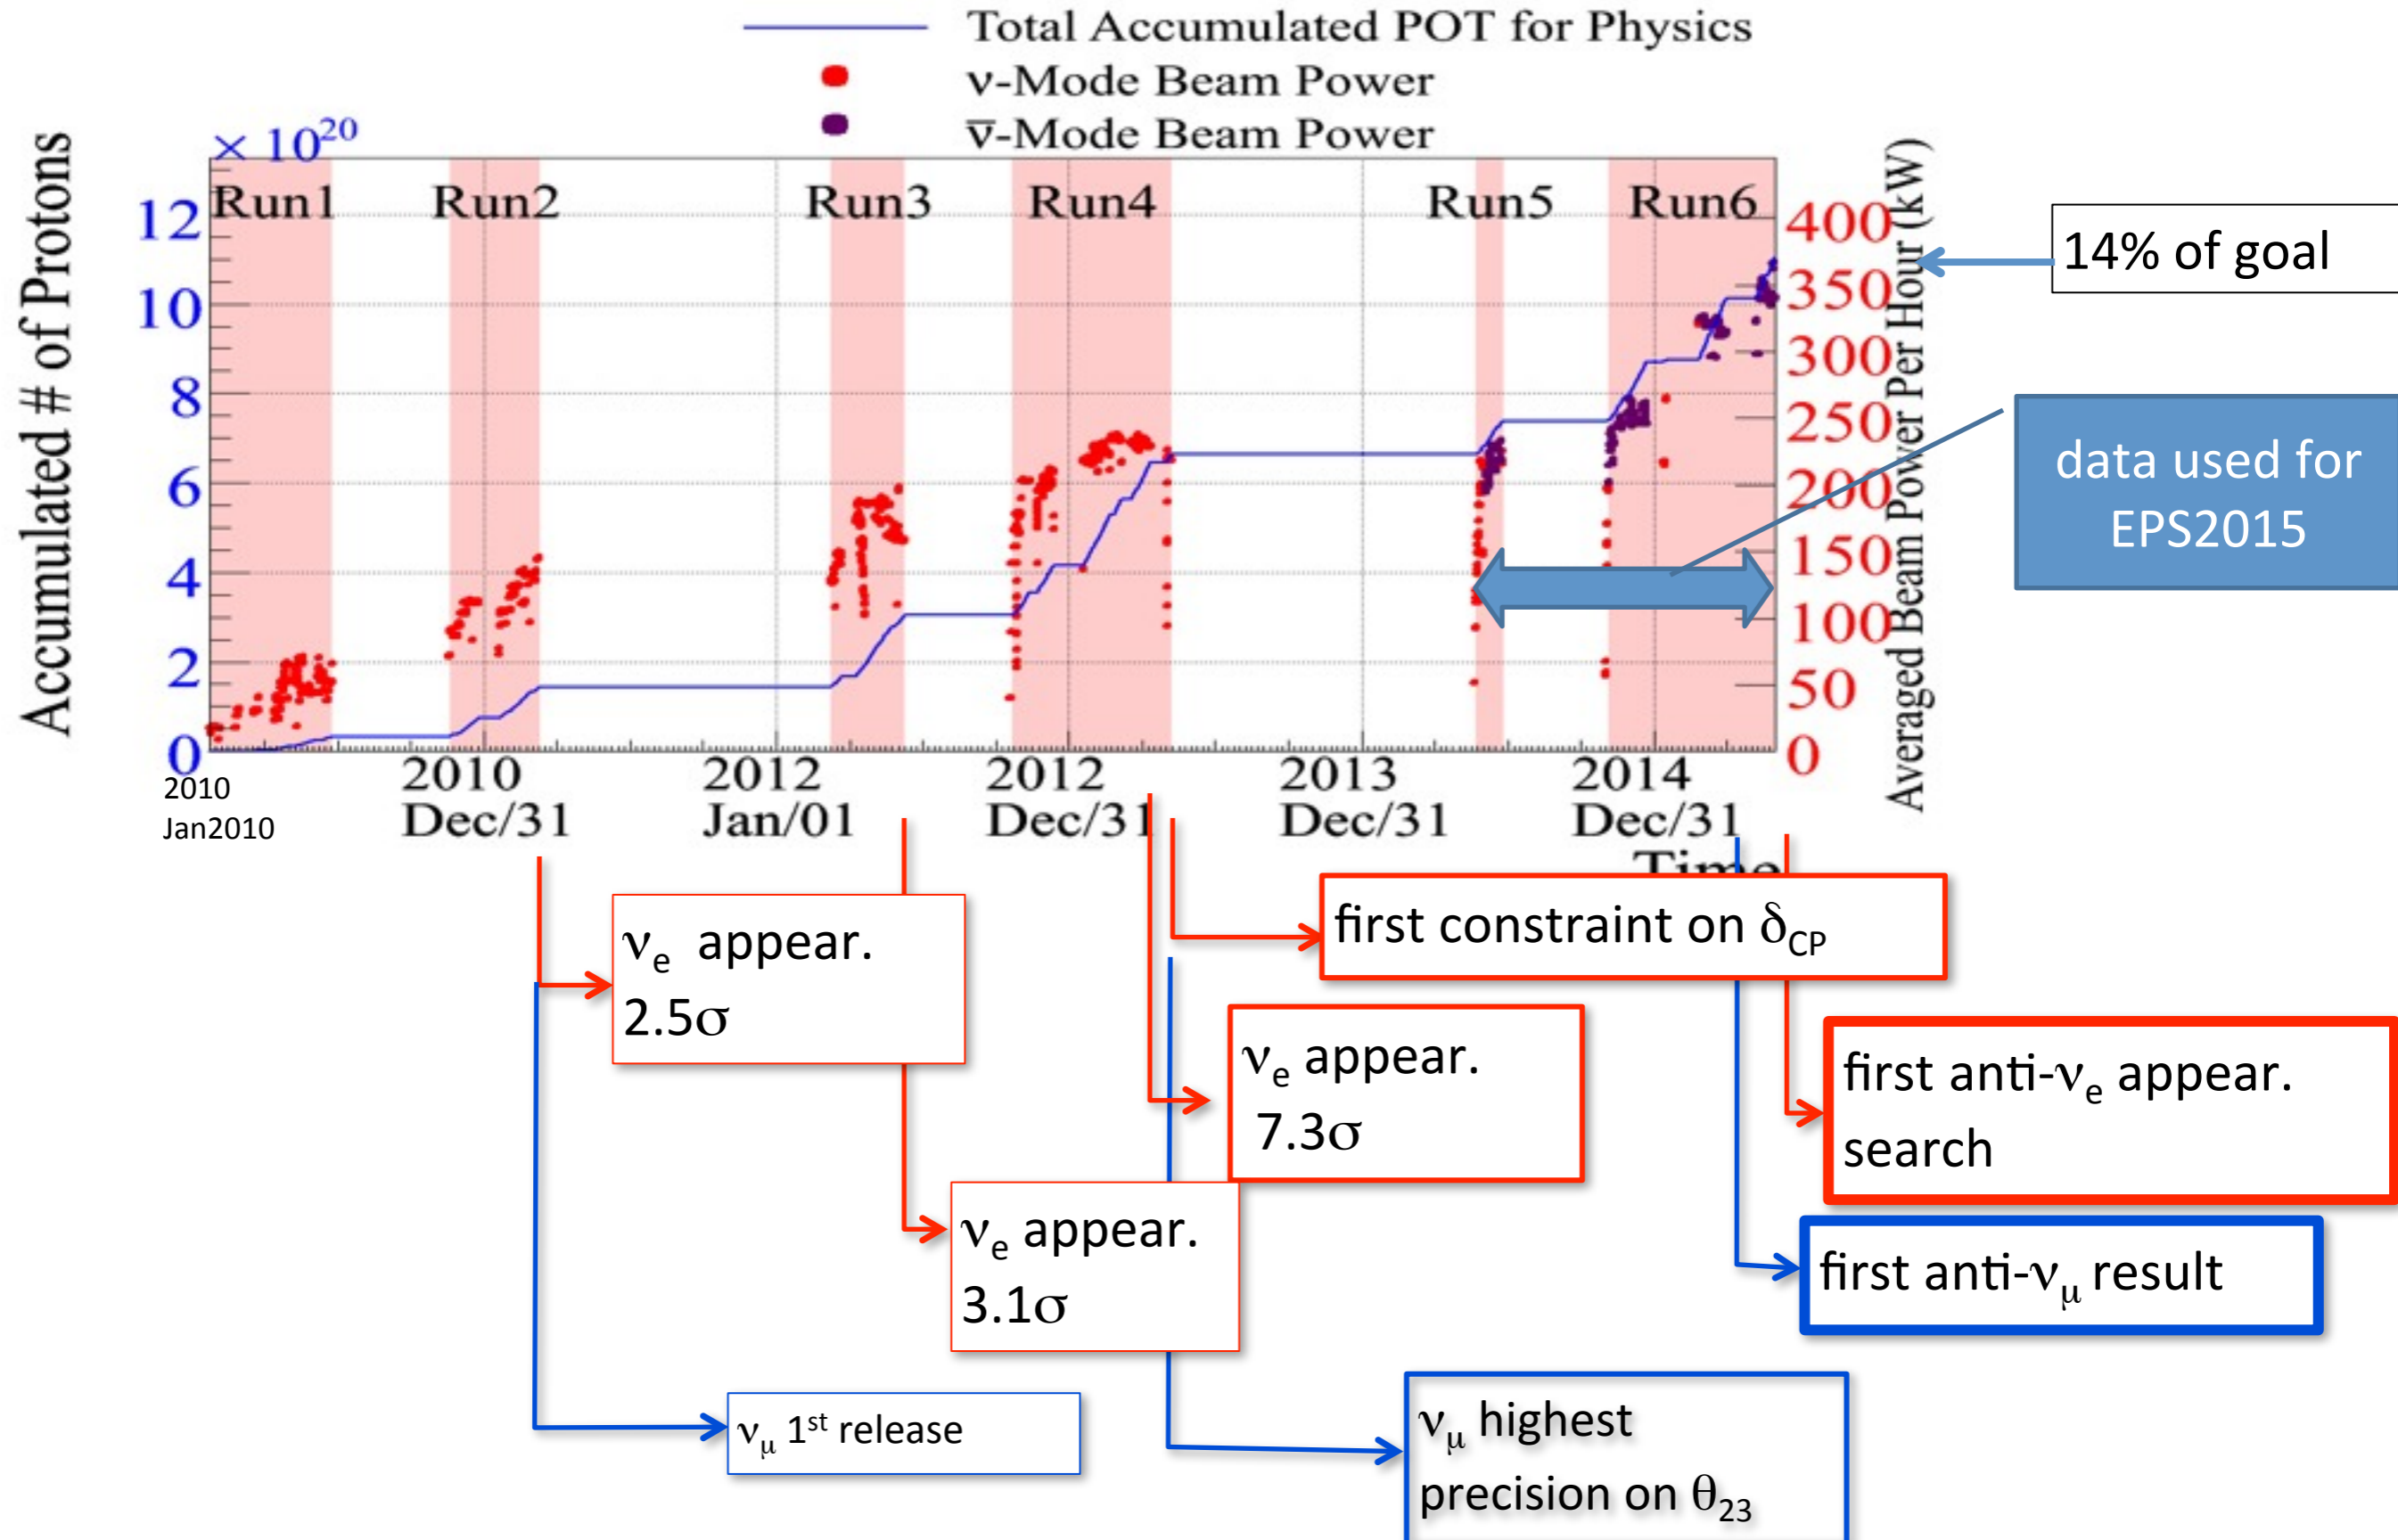 Total Accumulated POT for Physics
ν-Mode Beam Power
ν̅-Mode Beam Power
× 10²⁰
Accumulated # of Protons
12
10
8
6
4
2
0
Run1 Run2 Run3 Run4 Run5 Run6
400
350
300
250
200
150
100
50
0
Averaged Beam Power Per Hour (kW)
14% of goal
data used for
EPS2015
2010
Jan2010
2010
Dec/31
2012
Jan/01
2012
Dec/31
2013
Dec/31
2014
Dec/31
Time
first constraint on δCP
νe appear.
2.5σ
νe appear.
7.3σ
first anti-νe appear.
search
νe appear.
3.1σ
first anti-νμ result
νμ 1st release
νμ highest
precision on θ23